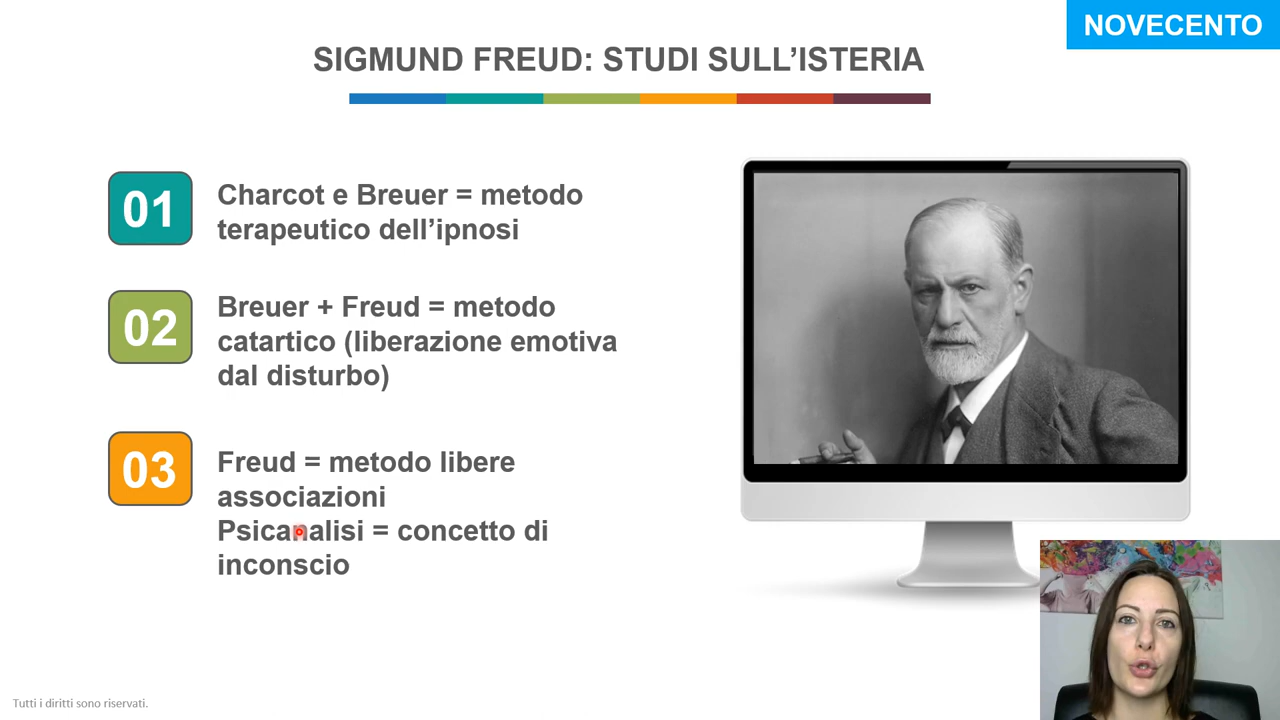 NOVECENTO
SIGMUND FREUD: STUDI SULL’ISTERIA
01
Charcot e Breuer = metodo
terapeutico dell’ipnosi
02
Breuer + Freud = metodo
catartico (liberazione emotiva
dal disturbo)
03
Freud = metodo libere
associazioni
Psicanalisi = concetto di
inconscio
Tutti i diritti sono riservati.